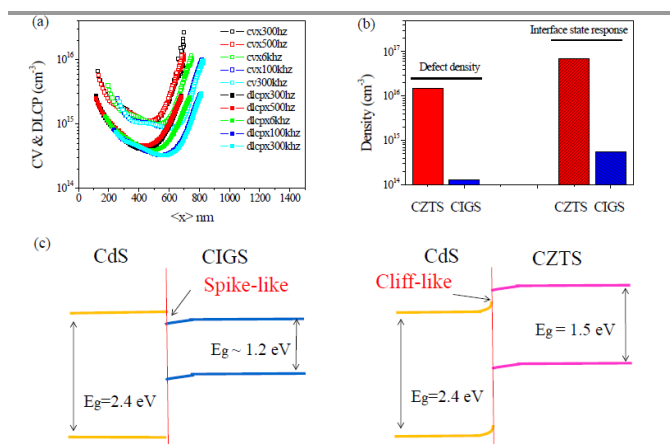 (a)
CV & DLCP (cm⁻³)
10¹⁶
10¹⁵
10¹⁴
0 200 400 600 800 1000 1200 1400
<x> nm
cvx300hz
cvx500hz
cvx6khz
cvx100khz
cv300khz
dlcpx300hz
dlcpx500hz
dlcpx6khz
dlcpx100khz
dlcpx300khz
(b)
Density (cm⁻³)
10¹⁷
10¹⁶
10¹⁵
10¹⁴
Interface state response
Defect density
CZTS CIGS CZTS CIGS
(c)
CdS CIGS
Spike-like
Eg ~ 1.2 eV
Eg=2.4 eV
CdS CZTS
Cliff-like
Eg = 1.5 eV
Eg=2.4 eV